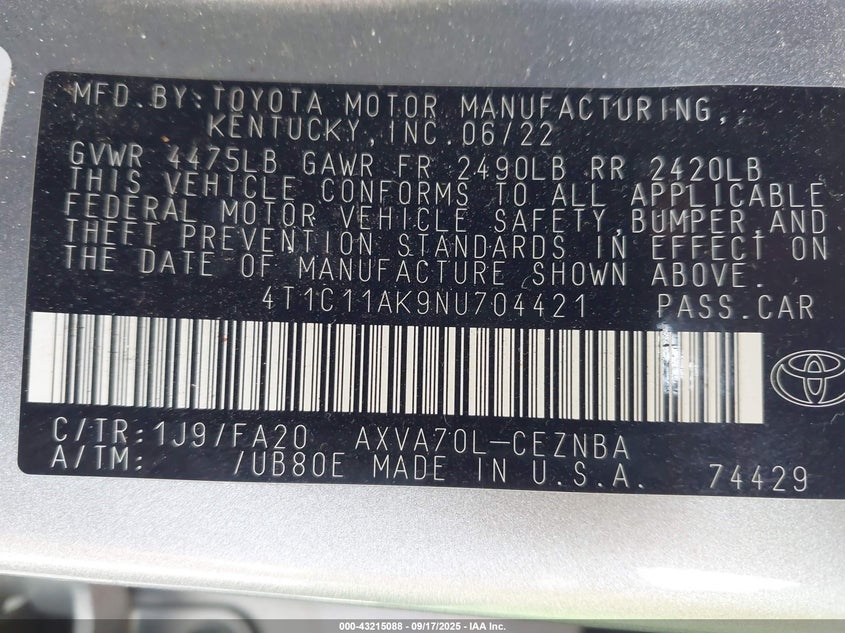 MFD. BY: TOYOTA MOTOR MANUFACTURING,
KENTUCKY, INC. 06/22
GVWR 4475LB GAWR FR 2490LB RR 2420LB
THIS VEHICLE CONFORMS TO ALL APPLICABLE
FEDERAL MOTOR VEHICLE SAFETY, BUMPER, AND
THEFT PREVENTION STANDARDS IN EFFECT ON
THE DATE OF MANUFACTURE SHOWN ABOVE.
4T1C11AK9NU704421 PASS. CAR
C/TR: 1J9/FA20 AXVA70L-CEZNBA
A/TM: /UB80E MADE IN U.S.A. 74429
000-43215088 - 09/17/2025 - IAA Inc.